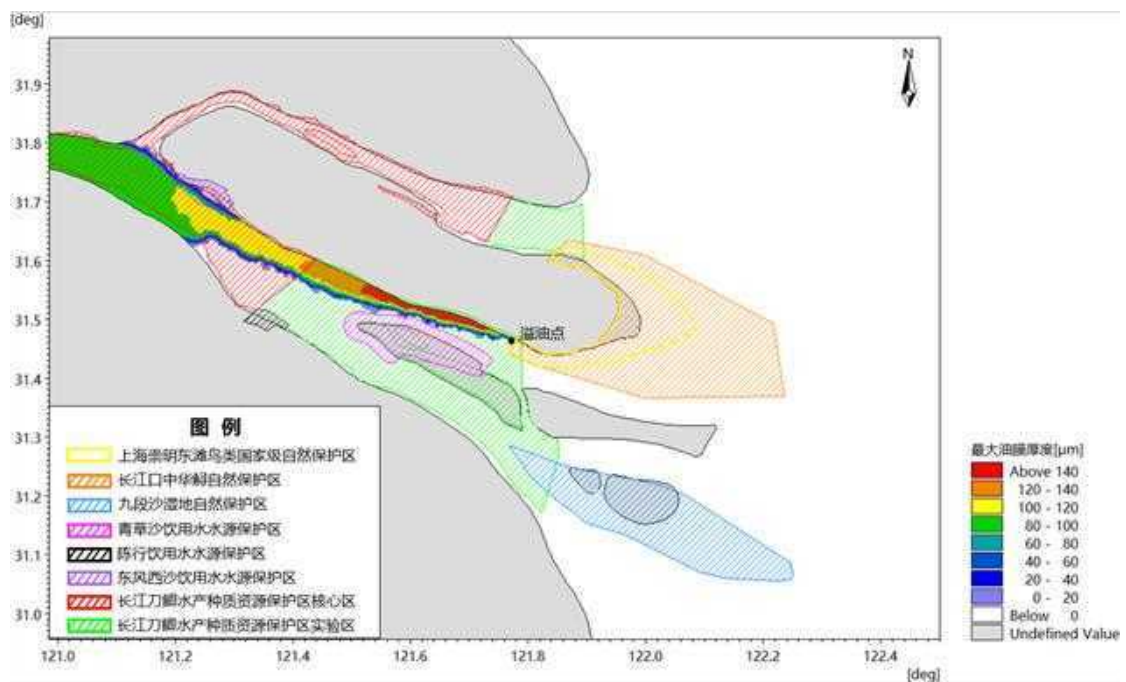 [deg]
N
31.9
31.8
31.7
31.6
31.5
31.4
31.3
31.2
31.1
31.0
溢油点
图 例
上海崇明东滩鸟类国家级自然保护区
长江口中华鲟自然保护区
九段沙湿地自然保护区
青草沙饮用水水源保护区
陈行饮用水水源保护区
东风西沙饮用水水源保护区
长江刀鲚水产种质资源保护区核心区
长江刀鲚水产种质资源保护区实验区
最大油膜厚度[μm]
Above 140
120 - 140
100 - 120
80 - 100
60 - 80
40 - 60
20 - 40
0 - 20
Below 0
Undefined Value
121.0 121.2 121.4 121.6 121.8 122.0 122.2 122.4
[deg]